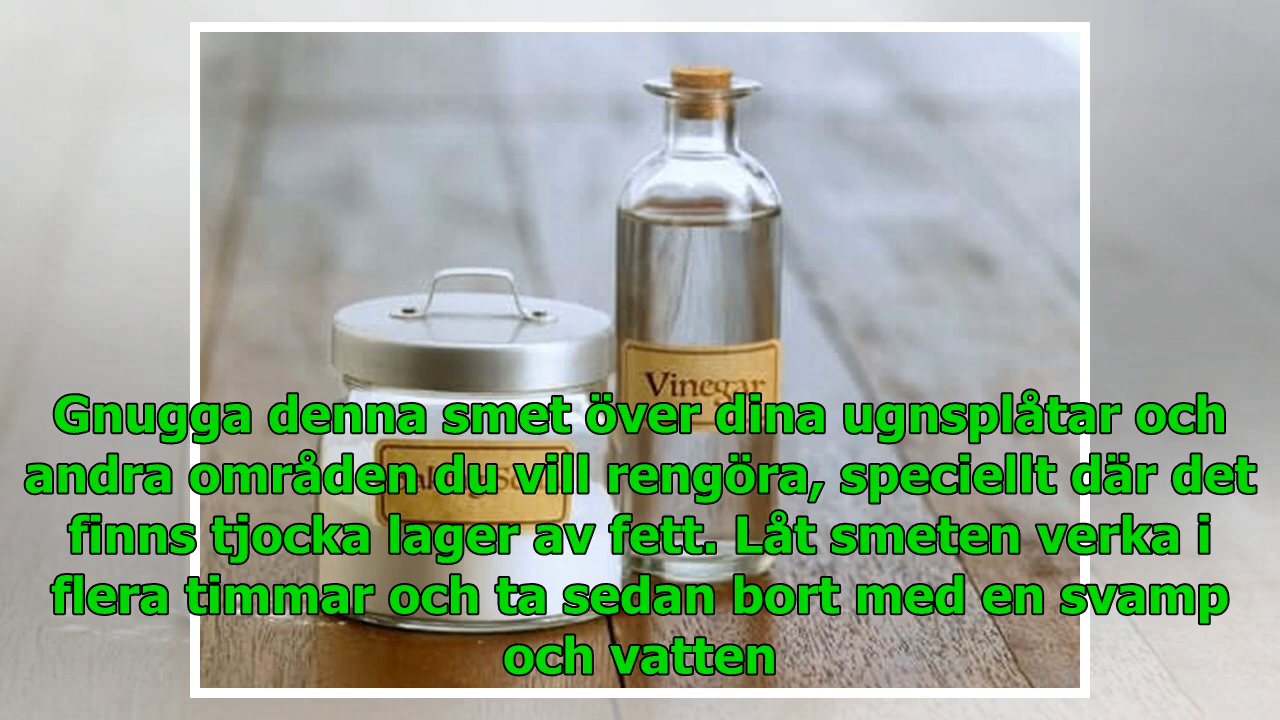 Vinegar
Gnugga denna smet över dina ugnsplåtar och
andra områden du vill rengöra, speciellt där det
finns tjocka lager av fett. Låt smeten verka i
flera timmar och ta sedan bort med en svamp
och vatten